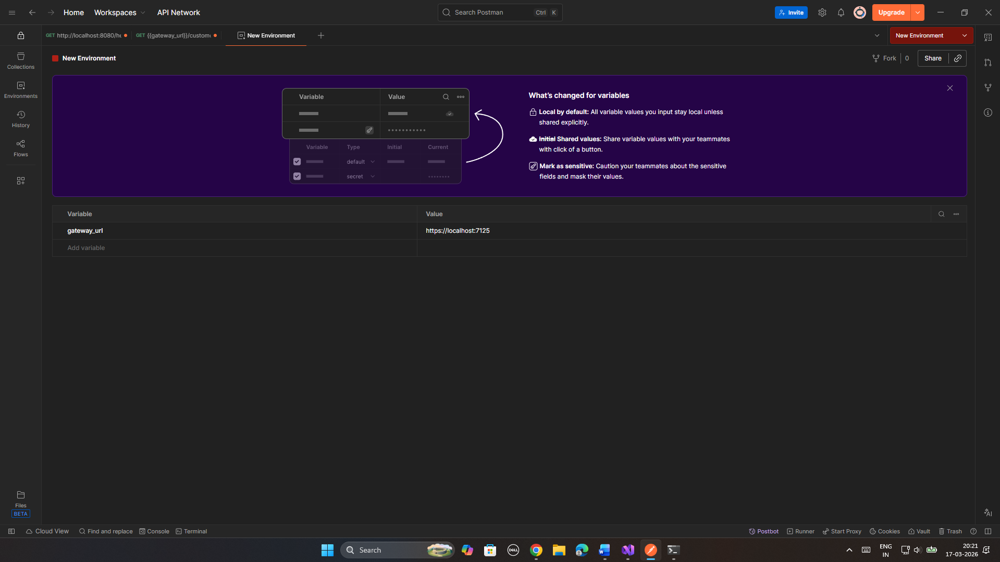 Home Workspaces API Network Search Postman Ctrl K Invite Upgrade
GET http://localhost:8080/he GET {{gateway_url}}/custom New Environment New Environment
Collections
Environments
History
Flows
New Environment Fork 0 Share
Variable Value
Variable Type Initial Current
default
secret
What's changed for variables
Local by default: All variable values you input stay local unless
shared explicitly.
Initial Shared values: Share variable values with your teammates
with click of a button.
Mark as sensitive: Caution your teammates about the sensitive
fields and mask their values.
Variable Value
gateway_url https://localhost:7125
Add variable
Files
BETA
AI
Cloud View Find and replace Console Terminal Postbot Runner Start Proxy Cookies Vault Trash
Search DELL ENG 20:21
IN 17-03-2026